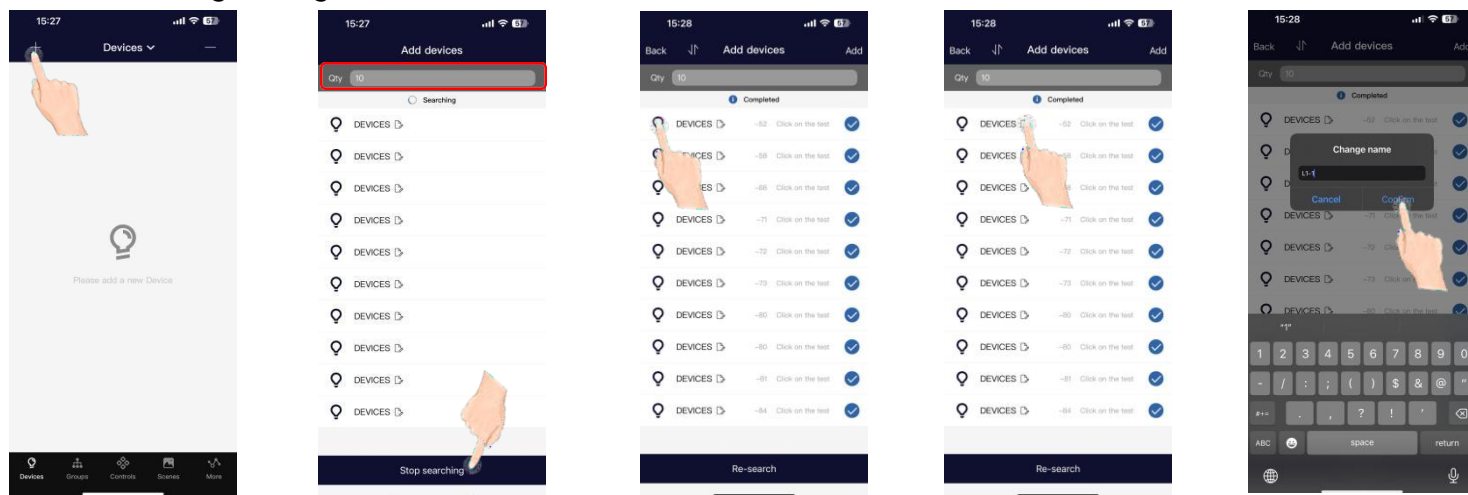 15:27
Devices
Please add a new Device
Devices Groups Controls Scenes More
15:27
Add devices
Qty 10
Searching
DEVICES
DEVICES
DEVICES
DEVICES
DEVICES
DEVICES
DEVICES
DEVICES
DEVICES
DEVICES
Stop searching
15:28
Back Add devices Add
Qty 10
Completed
DEVICES -52 Click on the test
DEVICES -58 Click on the test
-86 Click on the test
DEVICES -71 Click on the test
DEVICES -72 Click on the test
DEVICES -73 Click on the test
DEVICES -80 Click on the test
DEVICES -80 Click on the test
DEVICES -81 Click on the test
DEVICES -84 Click on the test
Re-search
15:28
Back Add devices Add
Qty 10
Completed
DEVICES -52 Click on the test
DEVICES Click on the test
DEVICES Click on the test
DEVICES -71 Click on the test
DEVICES -72 Click on the test
DEVICES -73 Click on the test
DEVICES -80 Click on the test
DEVICES -80 Click on the test
DEVICES -81 Click on the test
DEVICES -84 Click on the test
Re-search
15:28
Back Add devices Add
Qty 10
Completed
DEVICES Click on the test
Change name
L1-1
Cancel Confirm
DEVICES -71 Click on the test
DEVICES -72
DEVICES -73 Click on
DEVICES -80 Click on the test
"1"
1 2 3 4 5 6 7 8 9 0
- / : ; ( ) $ & @ "
#+= . , ? ! '
ABC space return